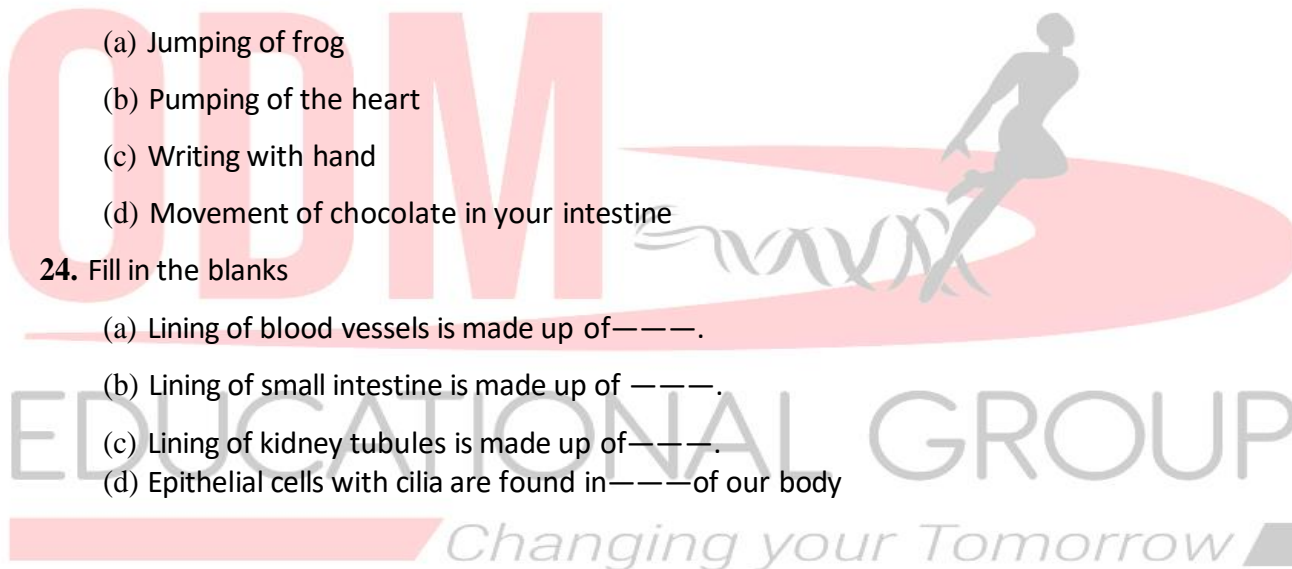 ODM
(a) Jumping of frog
(b) Pumping of the heart
(c) Writing with hand
(d) Movement of chocolate in your intestine
24. Fill in the blanks
(a) Lining of blood vessels is made up of———.
(b) Lining of small intestine is made up of ———.
(c) Lining of kidney tubules is made up of———.
(d) Epithelial cells with cilia are found in———of our body
EDUCATIONAL GROUP
Changing your Tomorrow